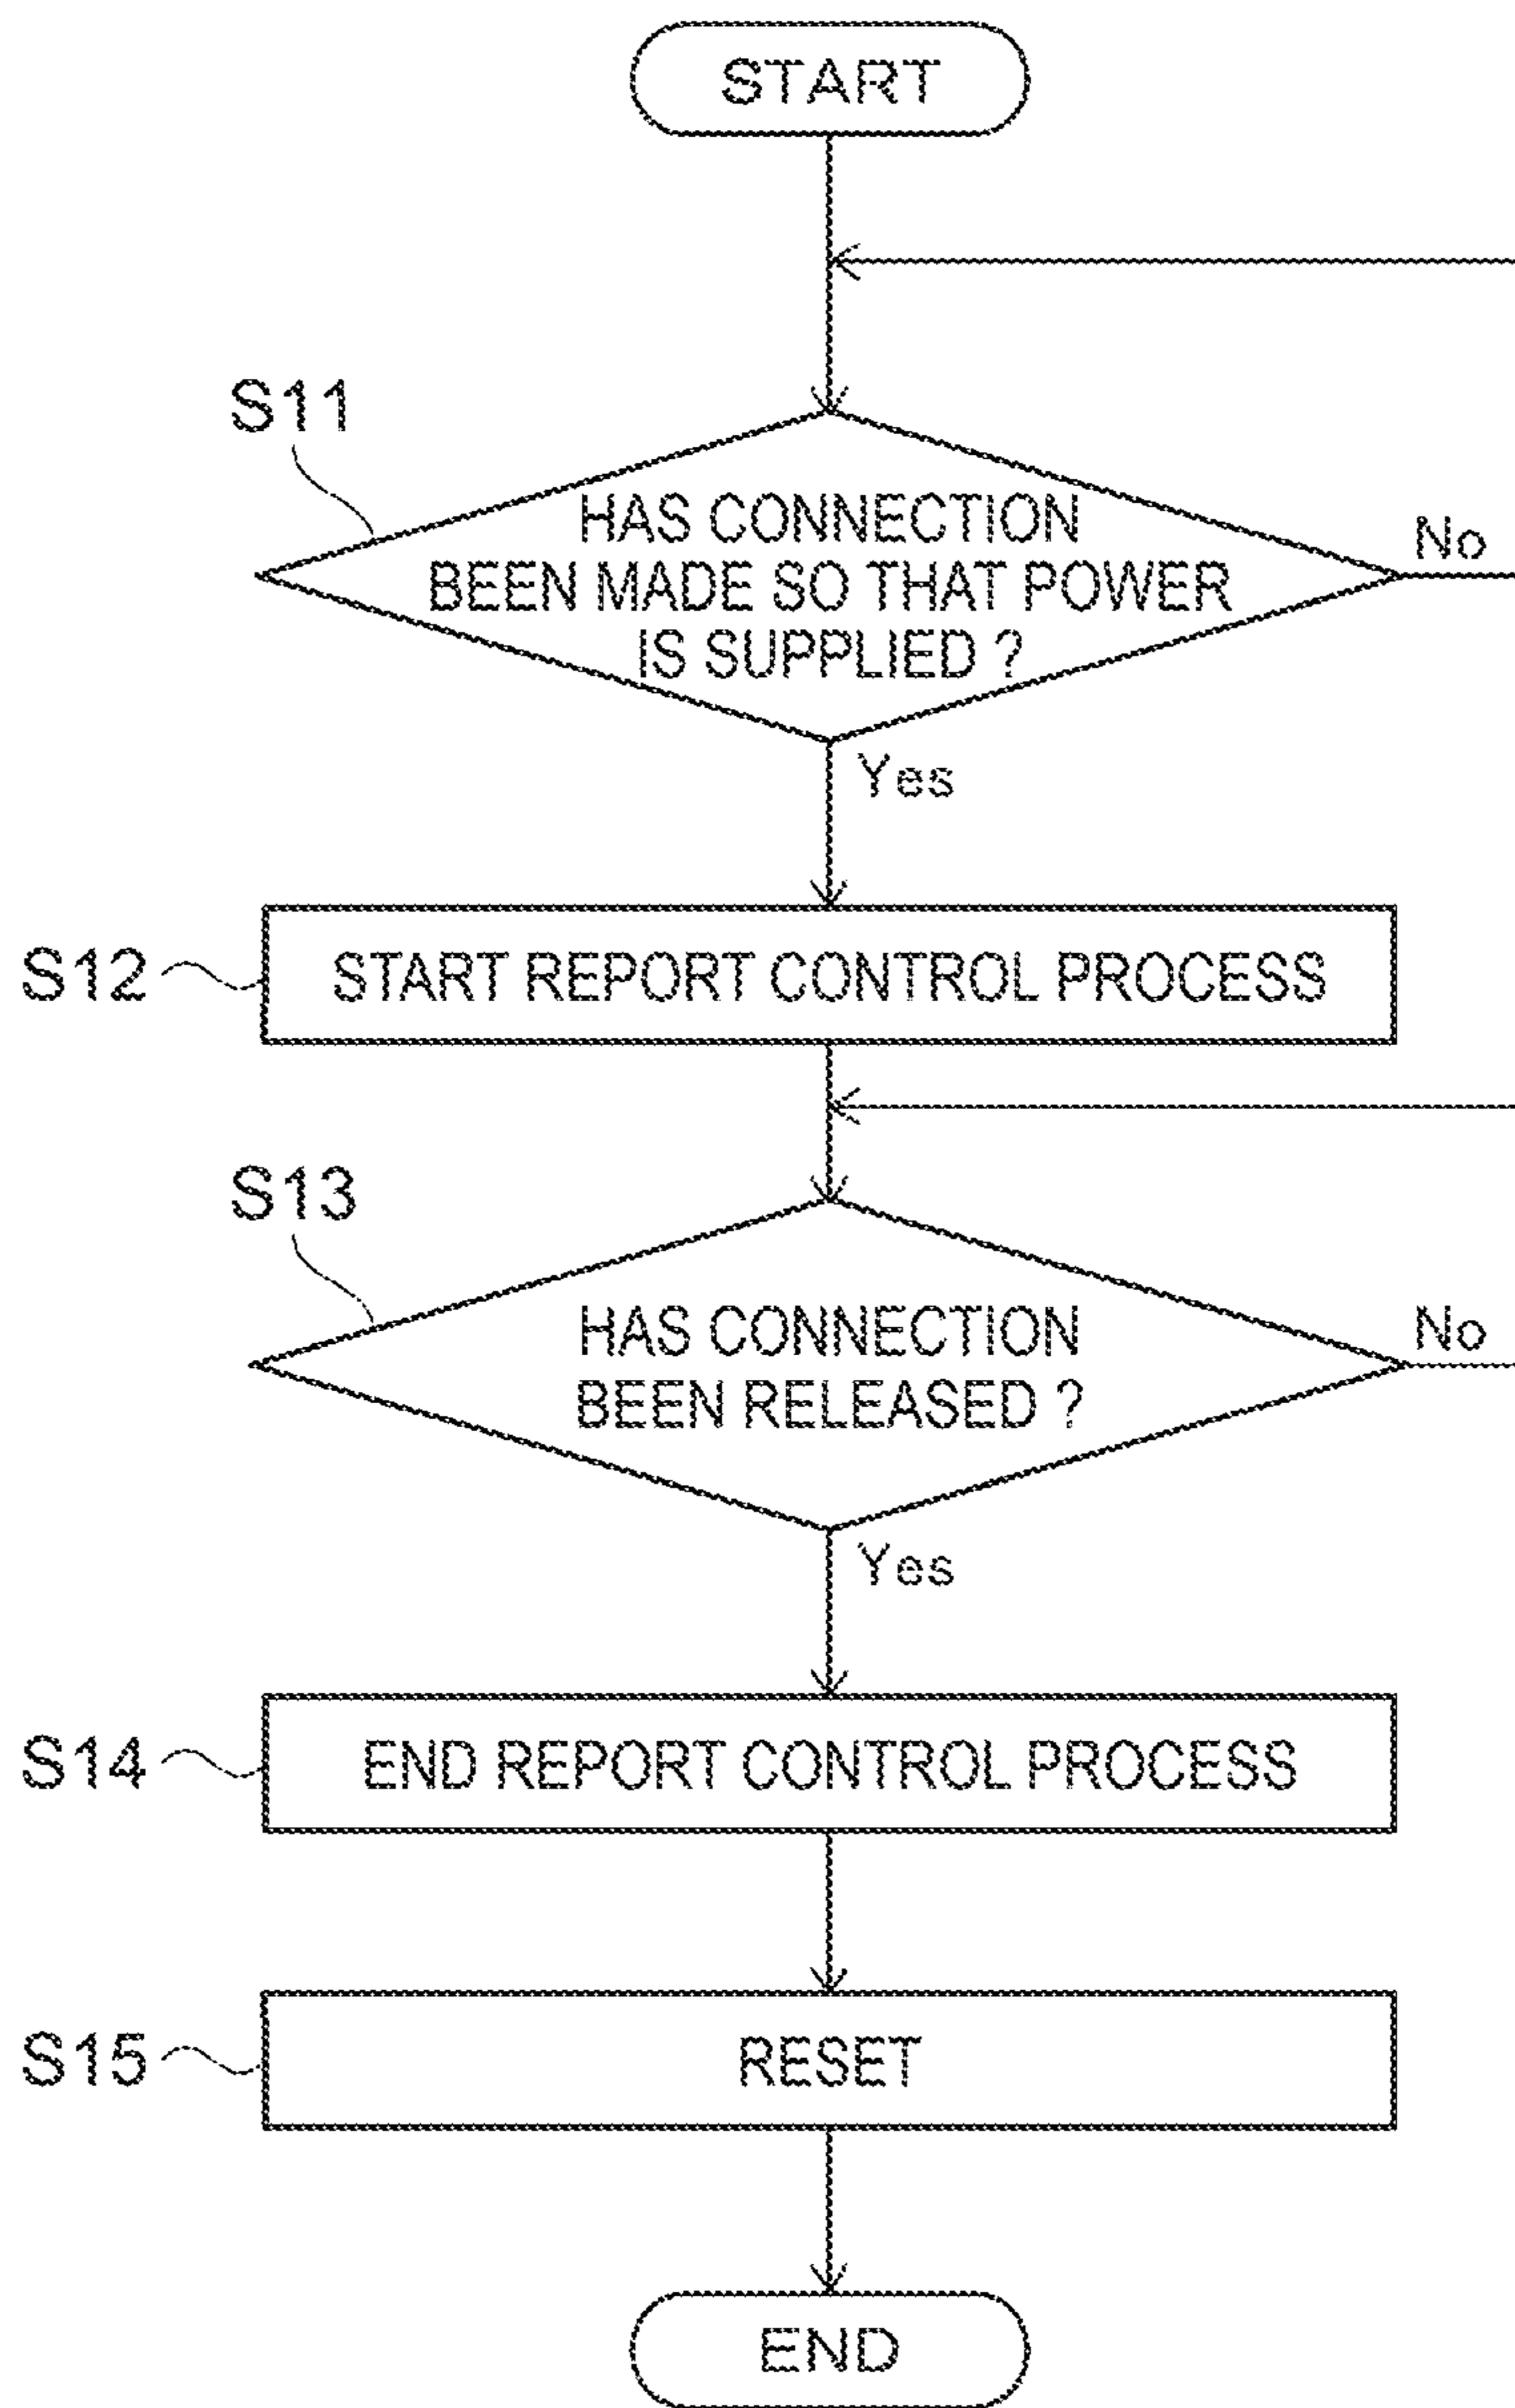 START
S11
HAS CONNECTION
BEEN MADE SO THAT POWER
IS SUPPLIED ?
No
Yes
S12
START REPORT CONTROL PROCESS
S13
HAS CONNECTION
BEEN RELEASED ?
No
Yes
S14
END REPORT CONTROL PROCESS
S15
RESET
END